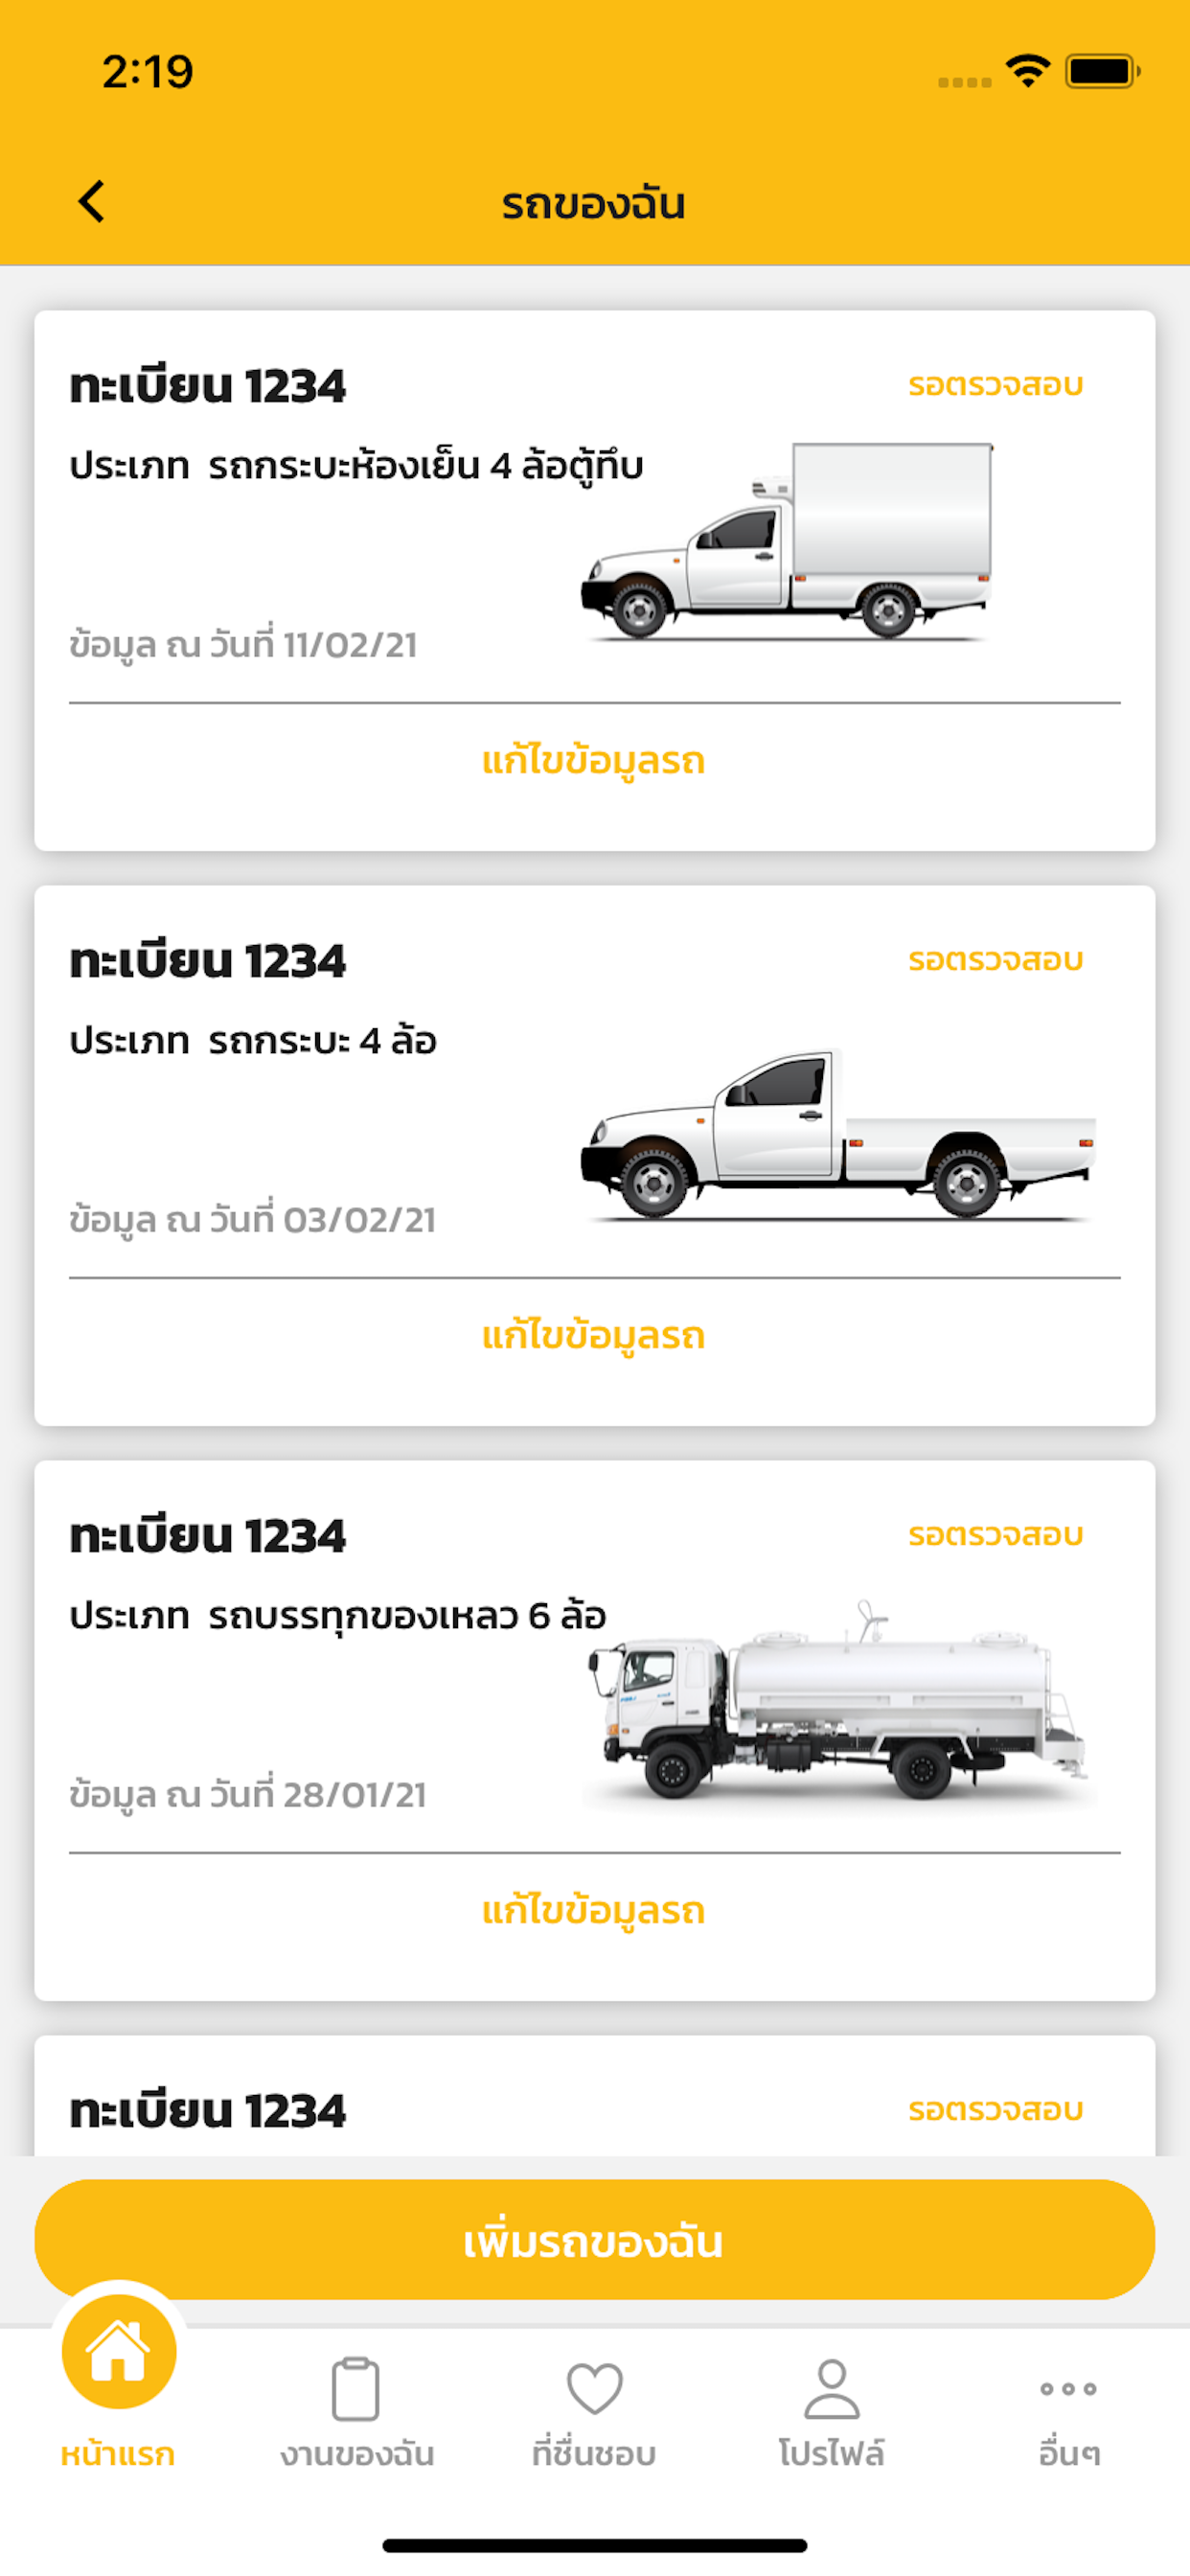 2:19
รถของฉัน
ทะเบียน 1234
รอตรวจสอบ
ประเภท รถกระบะห้องเย็น 4 ล้อตู้ทึบ
ข้อมูล ณ วันที่ 11/02/21
แก้ไขข้อมูลรถ
ทะเบียน 1234
รอตรวจสอบ
ประเภท รถกระบะ 4 ล้อ
ข้อมูล ณ วันที่ 03/02/21
แก้ไขข้อมูลรถ
ทะเบียน 1234
รอตรวจสอบ
ประเภท รถบรรทุกของเหลว 6 ล้อ
ข้อมูล ณ วันที่ 28/01/21
แก้ไขข้อมูลรถ
ทะเบียน 1234
รอตรวจสอบ
เพิ่มรถของฉัน
หน้าแรก
งานของฉัน
ที่ชื่นชอบ
โปรไฟล์
อื่นๆ